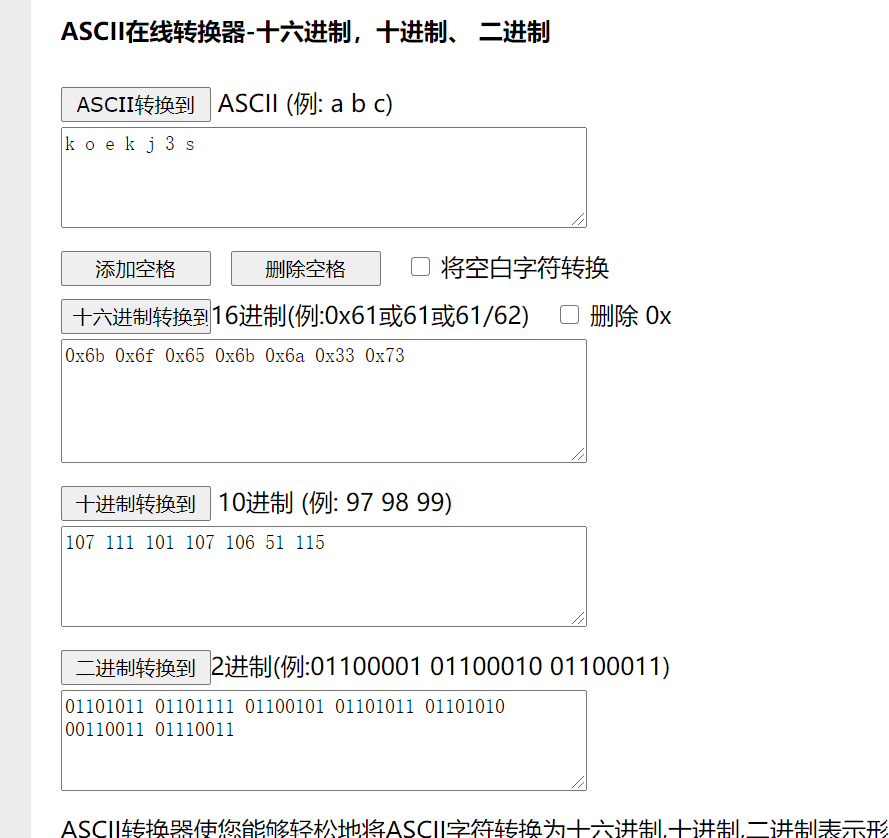 ASCII在线转换器-十六进制，十进制、 二进制
ASCII转换到 ASCII (例: a b c)
k o e k j 3 s
添加空格 删除空格 将空白字符转换
十六进制转换到 16进制(例:0x61或61或61/62) 删除 0x
0x6b 0x6f 0x65 0x6b 0x6a 0x33 0x73
十进制转换到 10进制 (例: 97 98 99)
107 111 101 107 106 51 115
二进制转换到 2进制(例:01100001 01100010 01100011)
01101011 01101111 01100101 01101011 01101010
00110011 01110011
ASCII转换器使您能够轻松地将ASCII字符转换为十六进制,十进制,二进制表示形